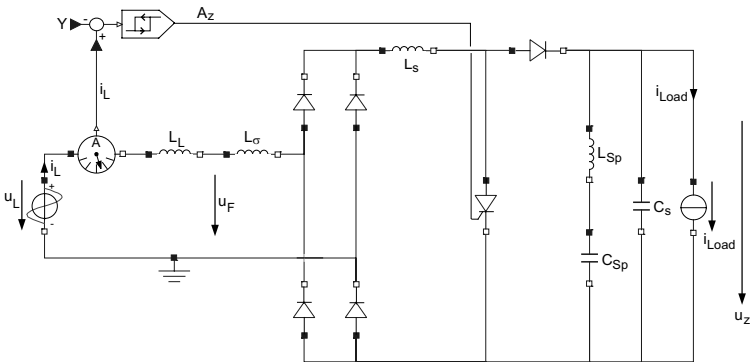 Y
-
+
A_z
i_L
L_s
i_Load
A
L_L
L_σ
i_L
+
u_L
-
u_F
L_Sp
C_s
i_Load
C_Sp
u_z